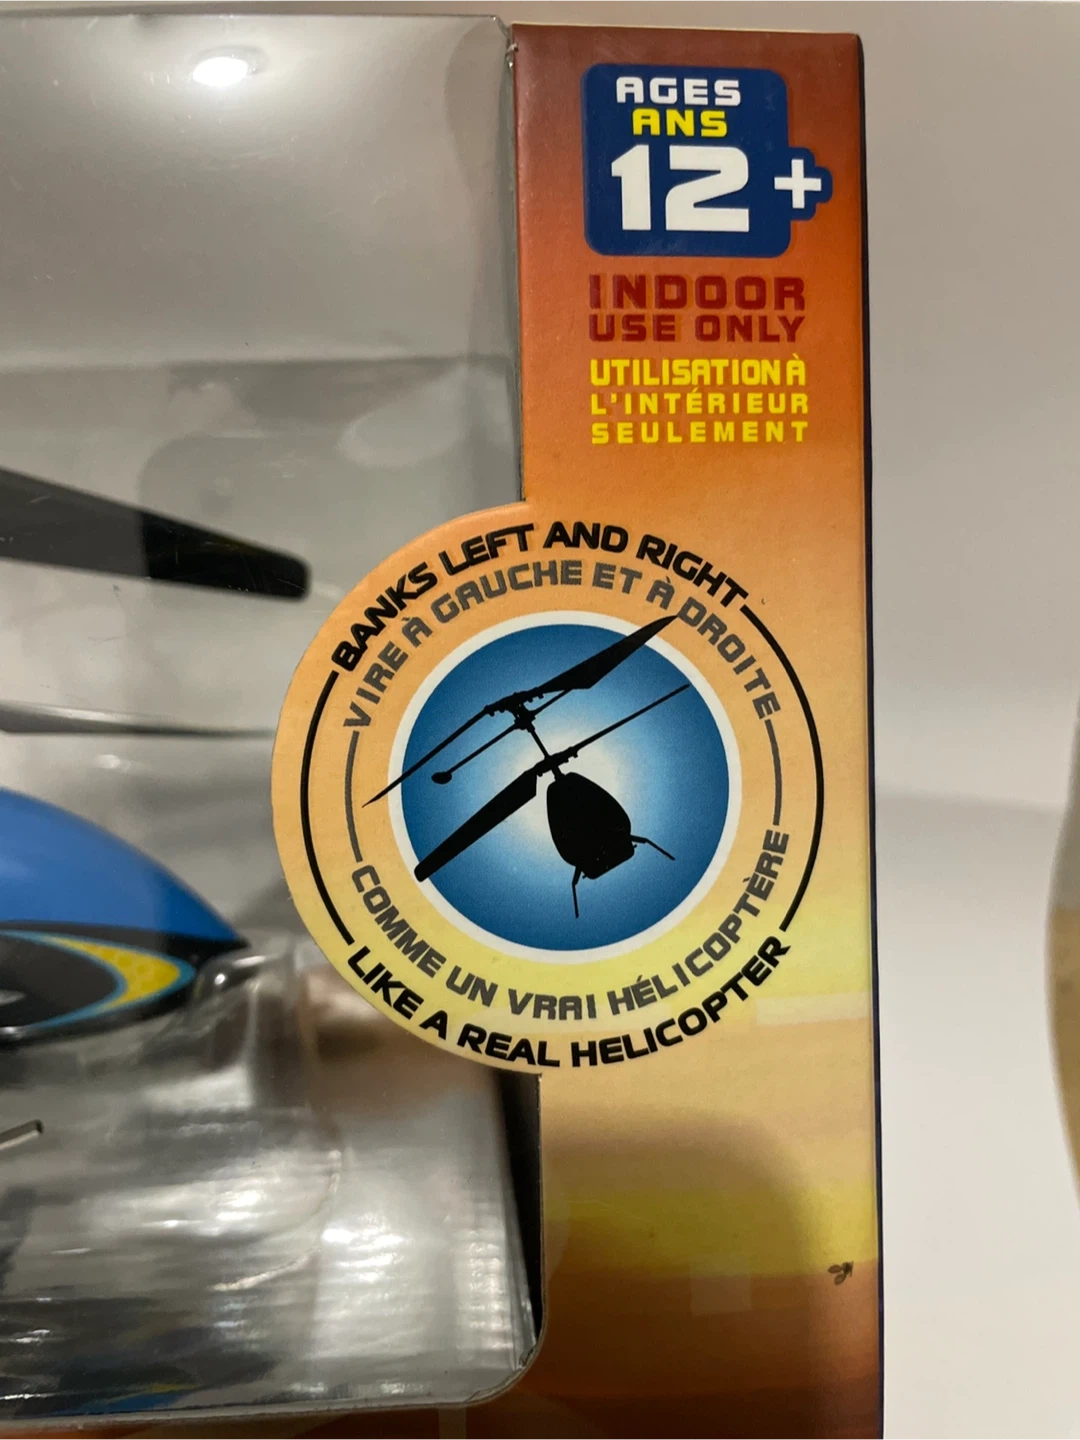 AGES
ANS
12+
INDOOR
USE ONLY
UTILISATION À
L'INTÉRIEUR
SEULEMENT
BANKS LEFT AND RIGHT
VIRE À GAUCHE ET À DROITE
COMME UN VRAI HÉLICOPTÈRE
LIKE A REAL HELICOPTER